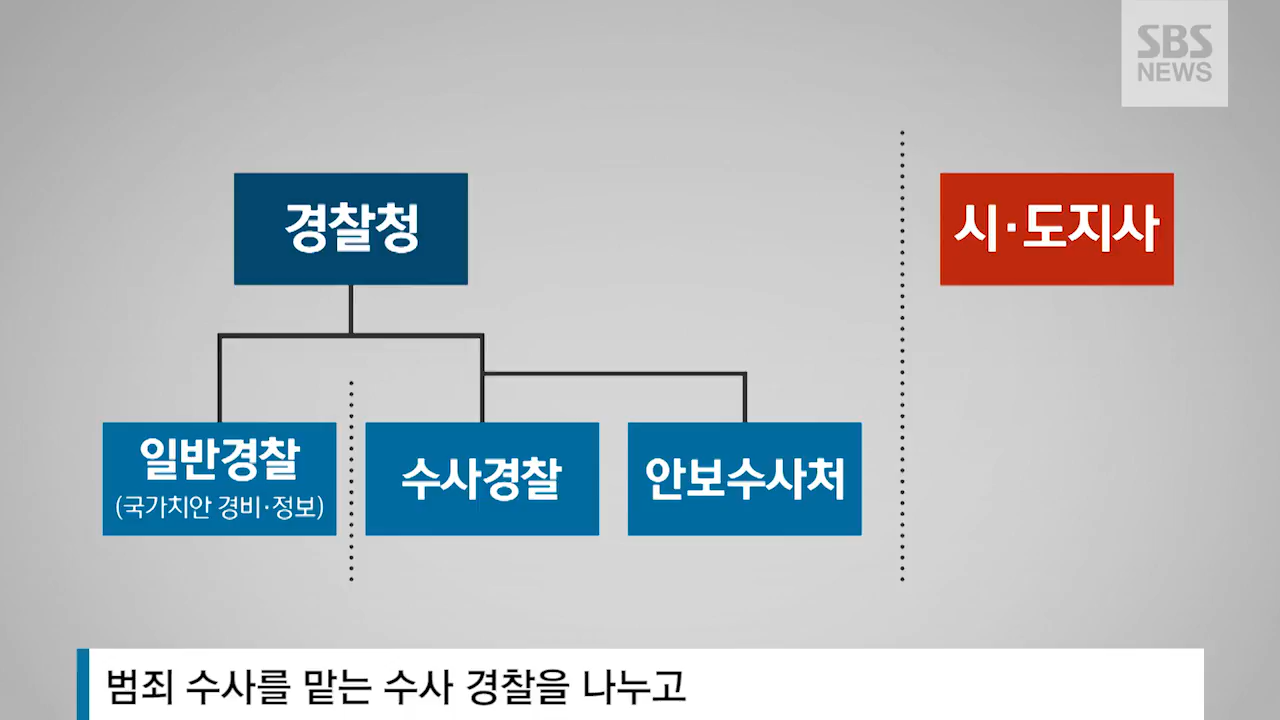 SBS
NEWS
경찰청
시·도지사
일반경찰
(국가치안 경비·정보)
수사경찰
안보수사처
범죄 수사를 맡는 수사 경찰을 나누고